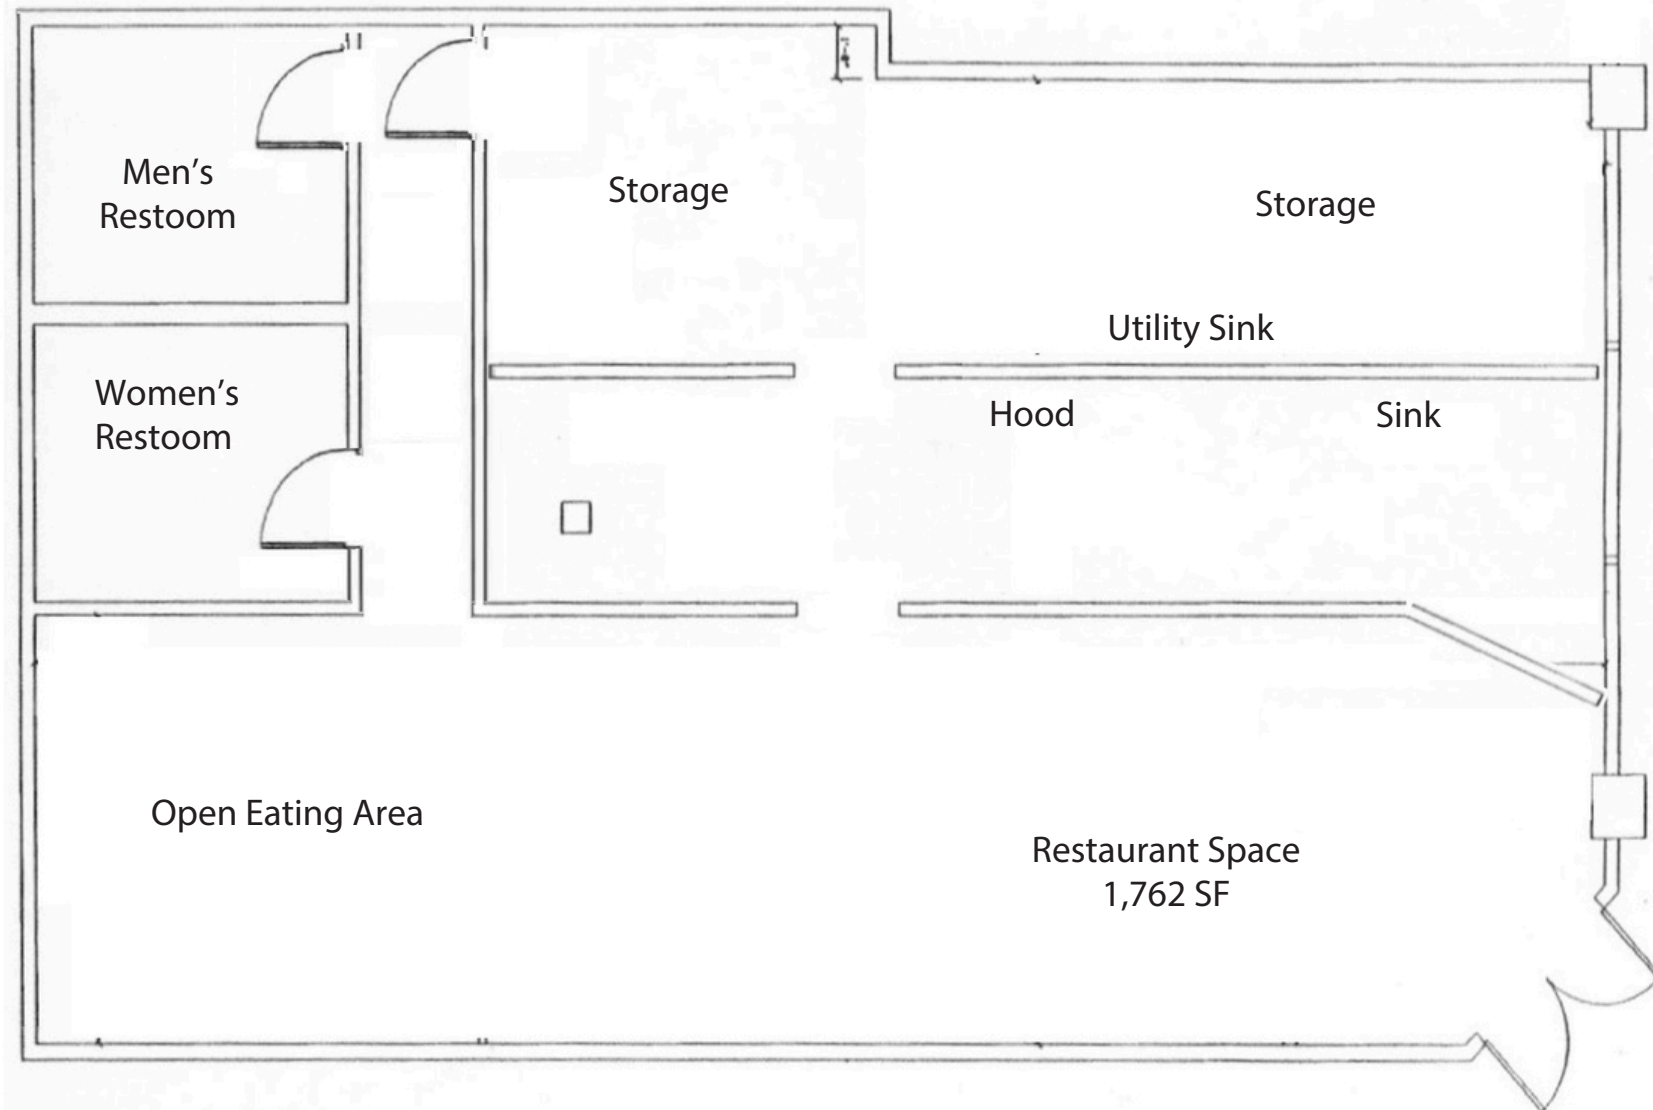 Men's
Restoom
Storage
Storage
Utility Sink
Women's
Restoom
Hood
Sink
Open Eating Area
Restaurant Space
1,762 SF